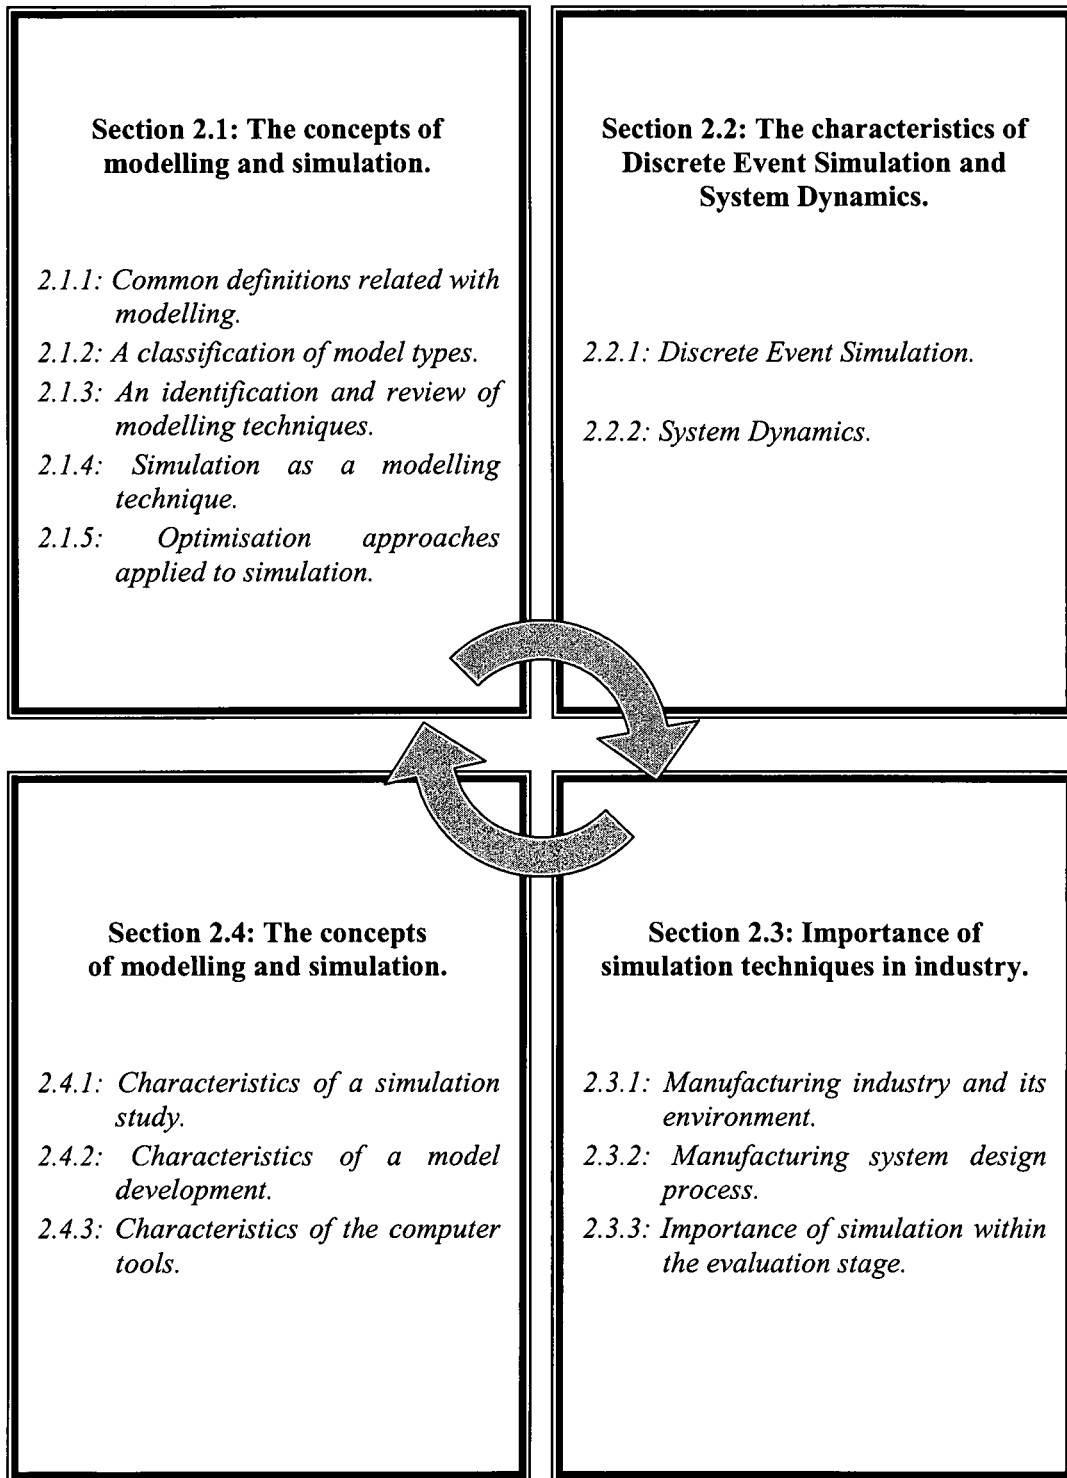 Section 2.1: The concepts of
modelling and simulation.
2.1.1: Common definitions related with
modelling.
2.1.2: A classification of model types.
2.1.3: An identification and review of
modelling techniques.
2.1.4: Simulation as a modelling
technique.
2.1.5: Optimisation approaches
applied to simulation.
Section 2.2: The characteristics of
Discrete Event Simulation and
System Dynamics.
2.2.1: Discrete Event Simulation.
2.2.2: System Dynamics.
Section 2.4: The concepts
of modelling and simulation.
2.4.1: Characteristics of a simulation
study.
2.4.2: Characteristics of a model
development.
2.4.3: Characteristics of the computer
tools.
Section 2.3: Importance of
simulation techniques in industry.
2.3.1: Manufacturing industry and its
environment.
2.3.2: Manufacturing system design
process.
2.3.3: Importance of simulation within
the evaluation stage.